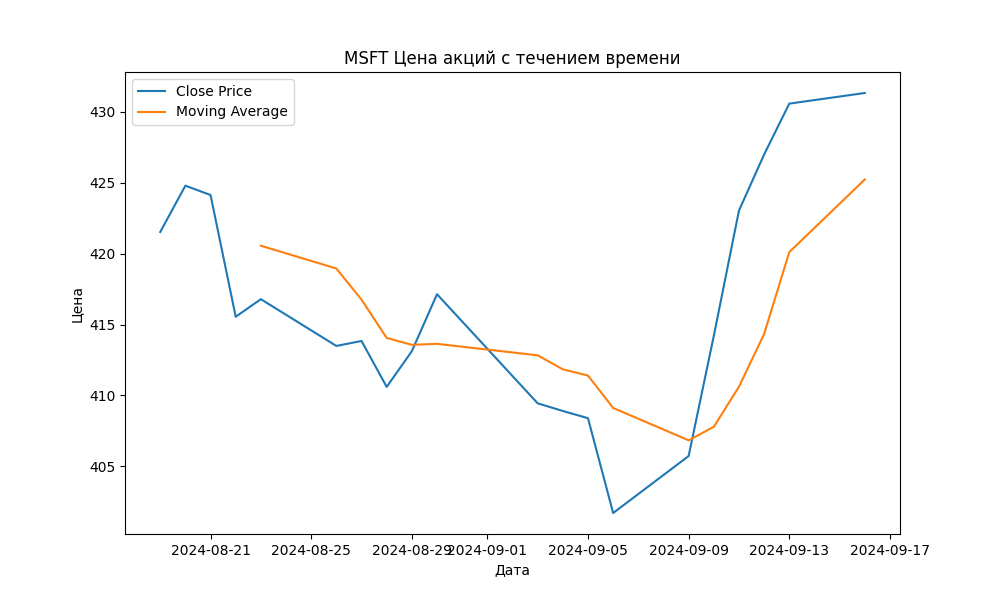 MSFT Цена акций с течением времени
Close Price
Moving Average
Цена
430
425
420
415
410
405
2024-08-21
2024-08-25
2024-08-29
2024-09-01
2024-09-05
2024-09-09
2024-09-13
2024-09-17
Дата